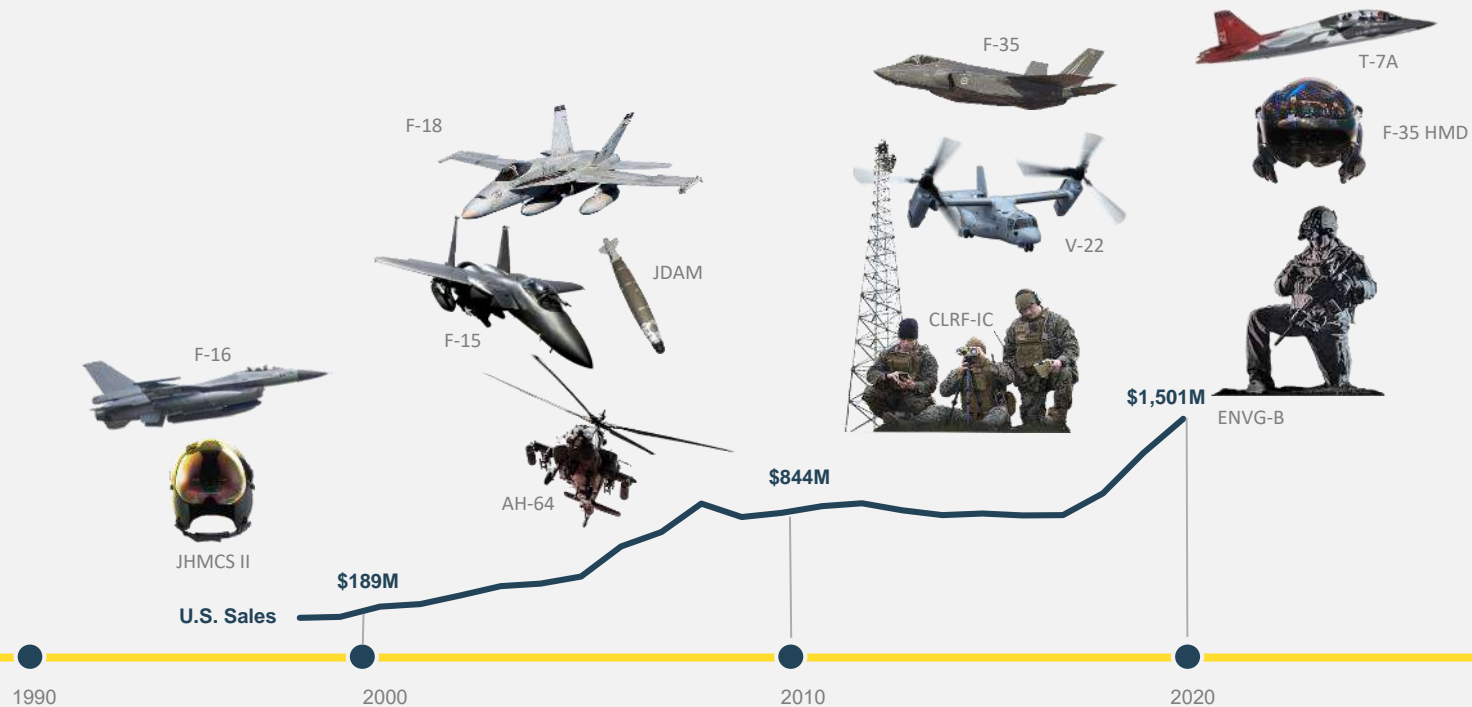 F-35
T-7A
F-18
F-35 HMD
V-22
JDAM
CLRF-IC
F-15
F-16
$1,501M
ENVG-B
$844M
AH-64
JHMCS II
$189M
U.S. Sales
1990
2000
2010
2020